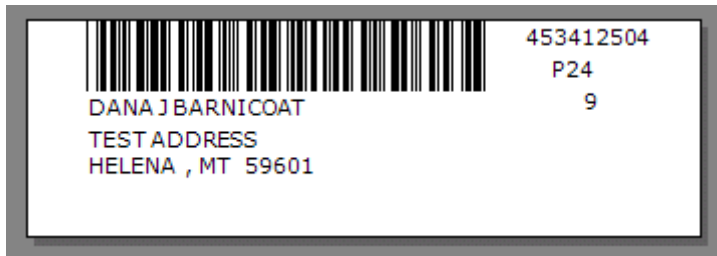 453412504
P24
9
DANA J BARNICOAT
TEST ADDRESS
HELENA , MT 59601